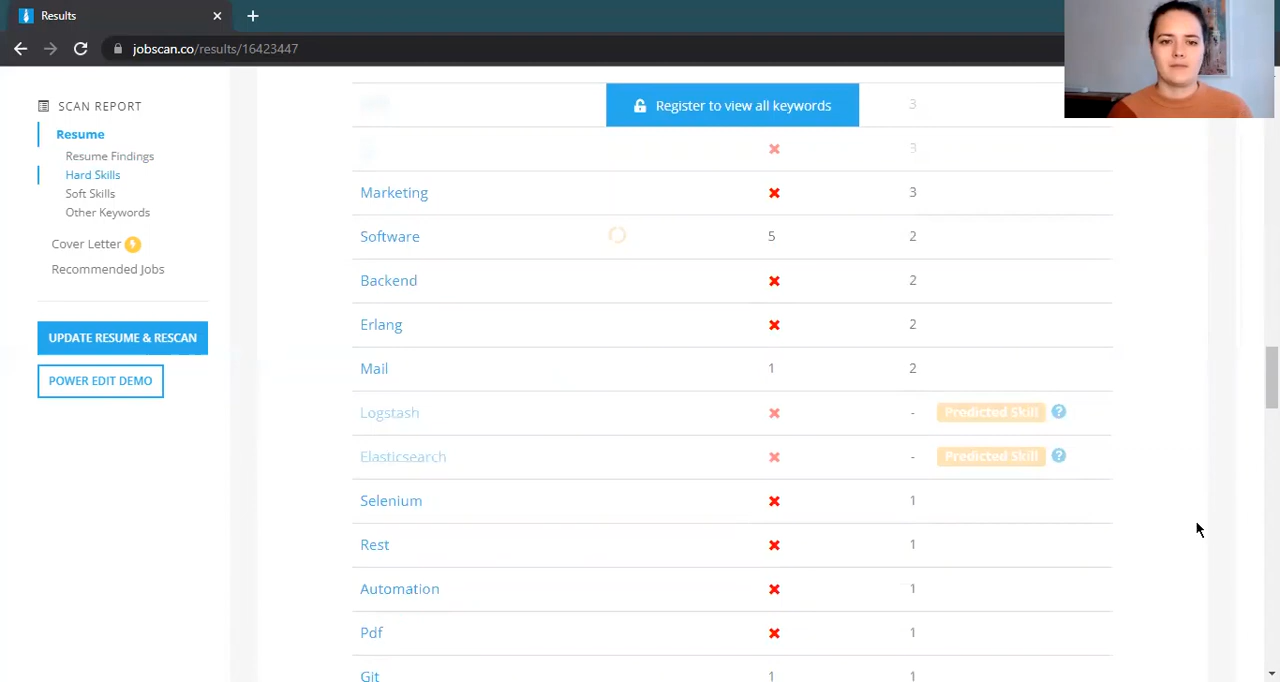 Results
jobscan.co/results/16423447
SCAN REPORT
Resume
Resume Findings
Hard Skills
Soft Skills
Other Keywords
Cover Letter
Recommended Jobs
UPDATE RESUME & RESCAN
POWER EDIT DEMO
Register to view all keywords 3
3
Marketing 3
Software 5 2
Backend 2
Erlang 2
Mail 1 2
Logstash - Predicted Skill ?
Elasticsearch - Predicted Skill ?
Selenium 1
Rest 1
Automation 1
Pdf 1
Git 1 1